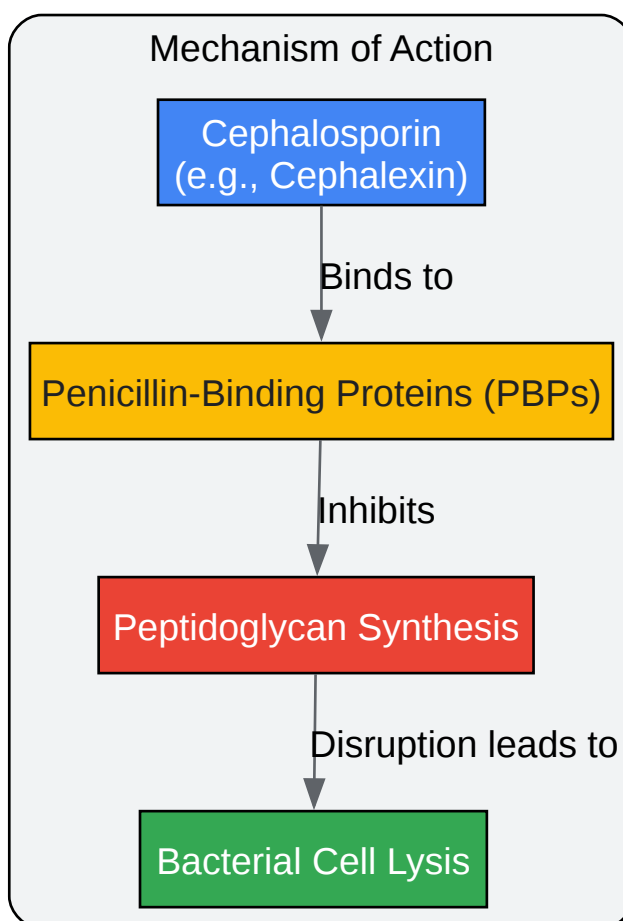 Mechanism of Action
Cephalosporin
(e.g., Cephalexin)
Binds to
Penicillin-Binding Proteins (PBPs)
Inhibits
Peptidoglycan Synthesis
Disruption leads to
Bacterial Cell Lysis